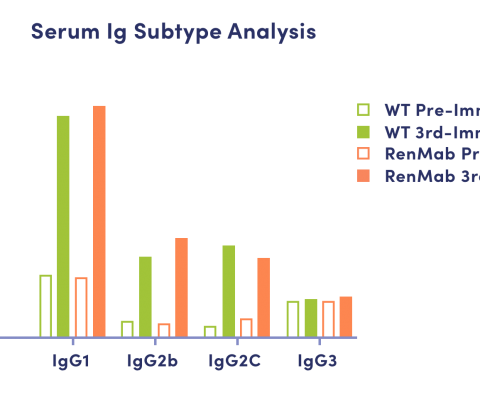 Serum Ig Subtype Analysis
WT Pre-Imm
WT 3rd-Imm
RenMab Pr
RenMab 3r
IgG1 IgG2b IgG2C IgG3